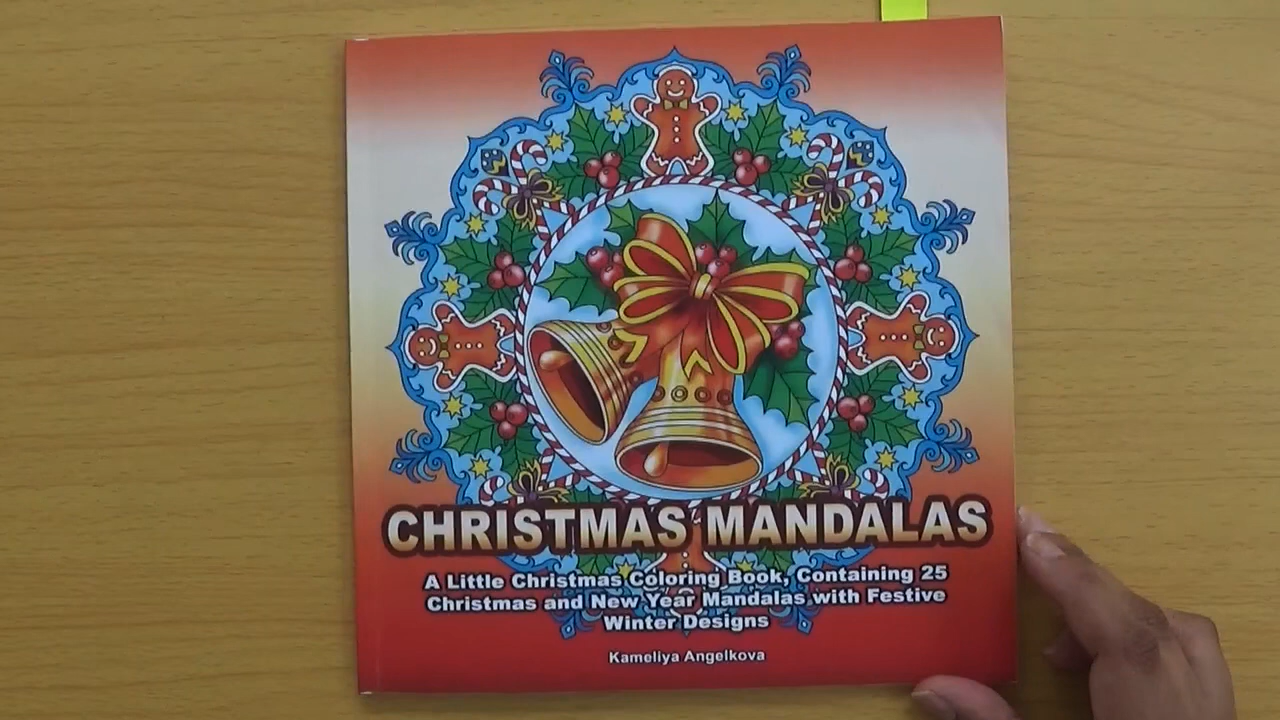 CHRISTMAS MANDALAS
A Little Christmas Coloring Book, Containing 25
Christmas and New Year Mandalas with Festive
Winter Designs
Kameliya Angelkova